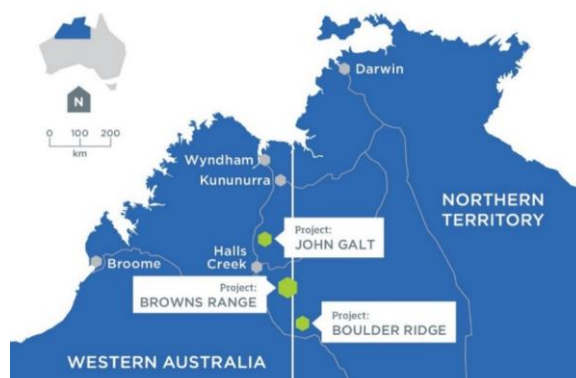 Darwin
N
0 100 200
km
Wyndham
Kununurra
NORTHERN
TERRITORY
Project:
JOHN GALT
Halls
Creek
Broome
Project:
BROWNS RANGE
Project:
BOULDER RIDGE
WESTERN AUSTRALIA